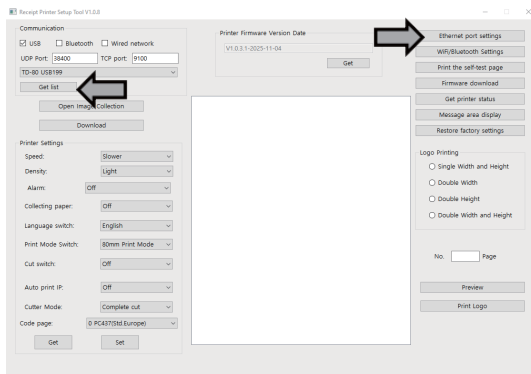 Receipt Printer Setup Tool V1.0.8
Communication
USB
Bluetooth
Wired network
UDP Port: 38400
TCP port: 9100
TD-80 USB199
Get list
Open Image Collection
Download
Printer Settings
Speed: Slower
Density: Light
Alarm: Off
Collecting paper: Off
Language switch: English
Print Mode Switch: 80mm Print Mode
Cut switch: Off
Auto print IP: Off
Cutter Mode: Complete cut
Code page: 0 PC437(Std.Europe)
Get
Set
Printer Firmware Version Date
V1.0.3.1-2025-11-04
Get
Ethernet port settings
WiFi/Bluetooth Settings
Print the self-test page
Firmware download
Get printer status
Message area display
Restore factory settings
Logo Printing
Single Width and Height
Double Width
Double Height
Double Width and Height
No.
Page
Preview
Print Logo